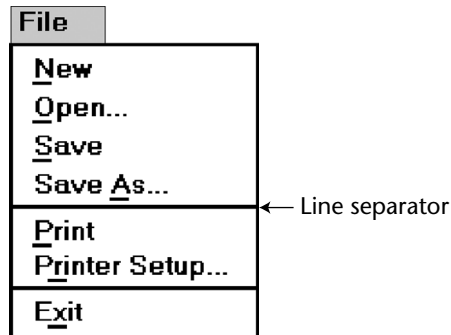 File
New
Open...
Save
Save As...
Line separator
Print
Printer Setup...
Exit